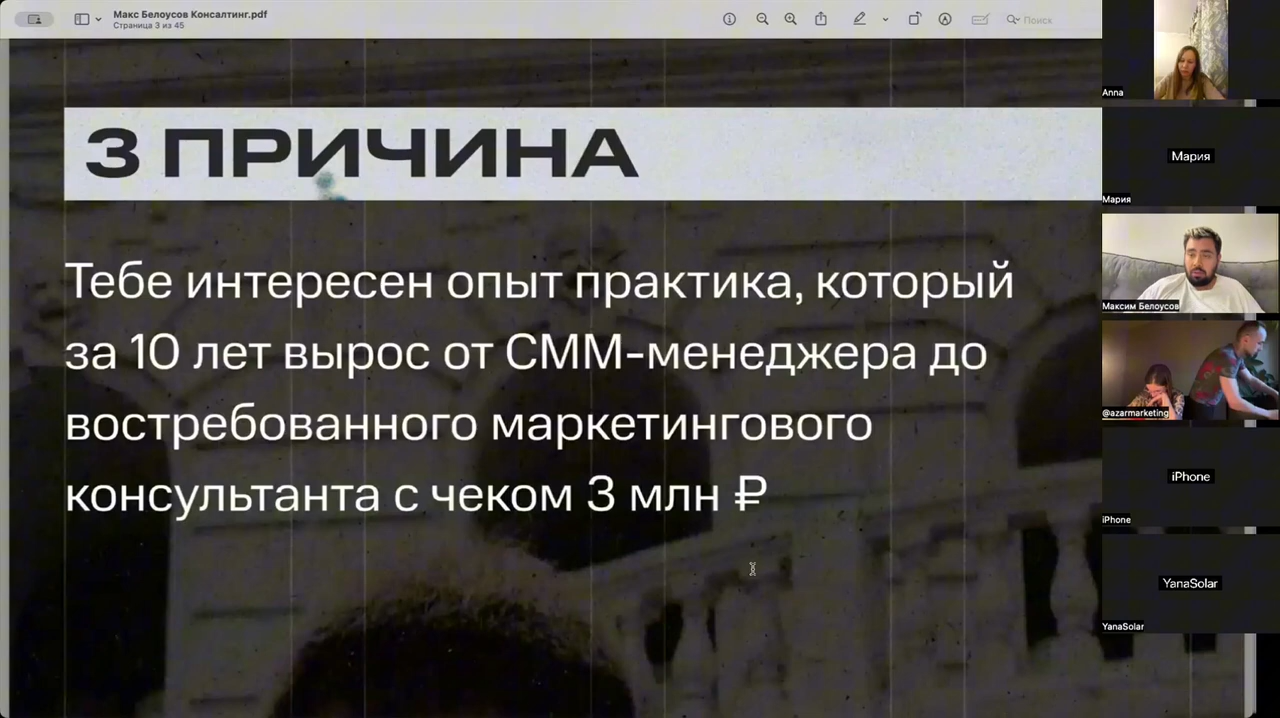 Макс Белоусов Консалтинг.pdf
Страница 3 из 45
Поиск
3 ПРИЧИНА
Тебе интересен опыт практика, который
за 10 лет вырос от СММ-менеджера до
востребованного маркетингового
консультанта с чеком 3 млн ₽
Anna
Мария
Мария
Максим Белоусов
@azarmarketing
iPhone
iPhone
YanaSolar
YanaSolar